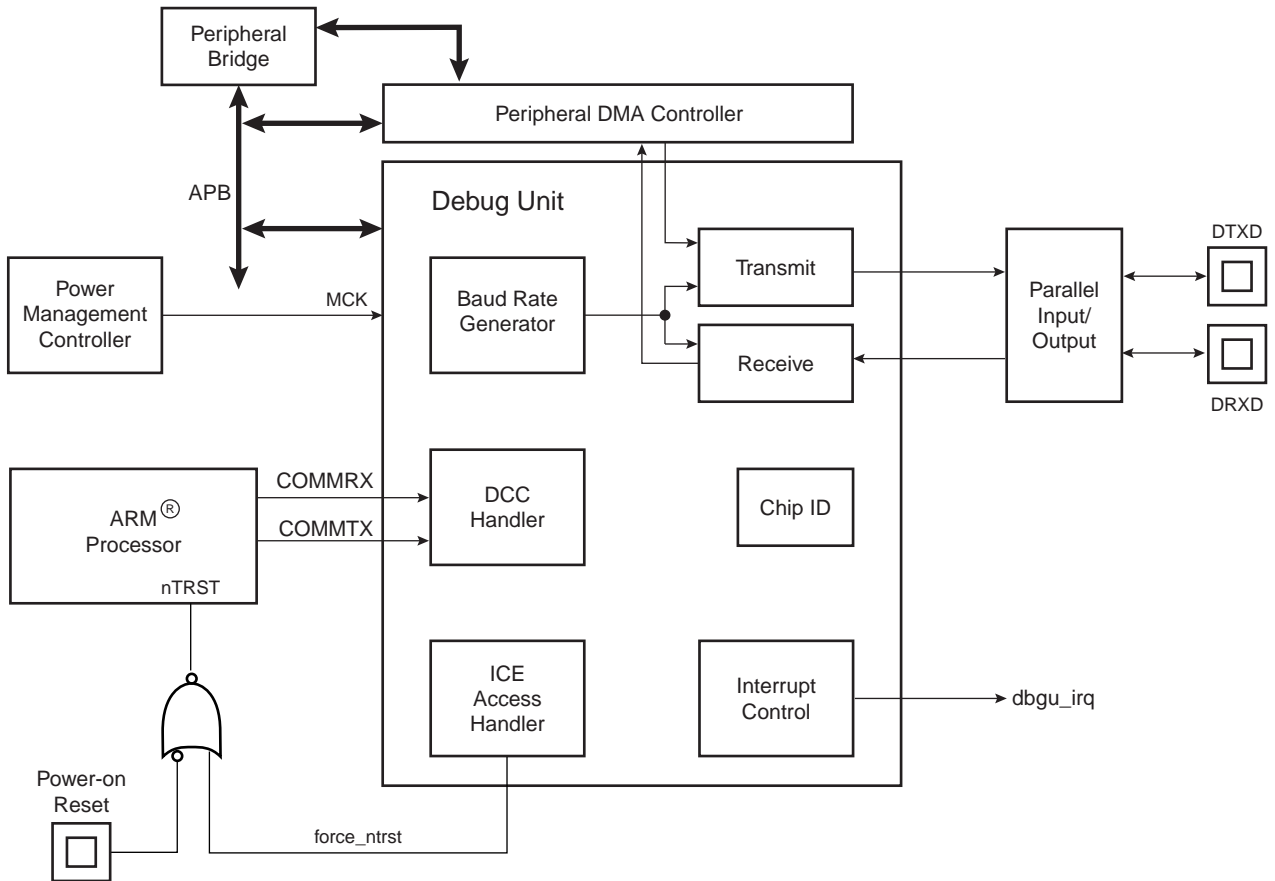 Peripheral
Bridge
Peripheral DMA Controller
APB
Debug Unit
DTXD
Transmit
Power
Management
Controller
MCK
Baud Rate
Generator
Parallel
Input/
Output
Receive
DRXD
COMMRX
ARM®
Processor
COMMTX
DCC
Handler
Chip ID
nTRST
ICE
Access
Handler
Interrupt
Control
dbgu_irq
Power-on
Reset
force_ntrst